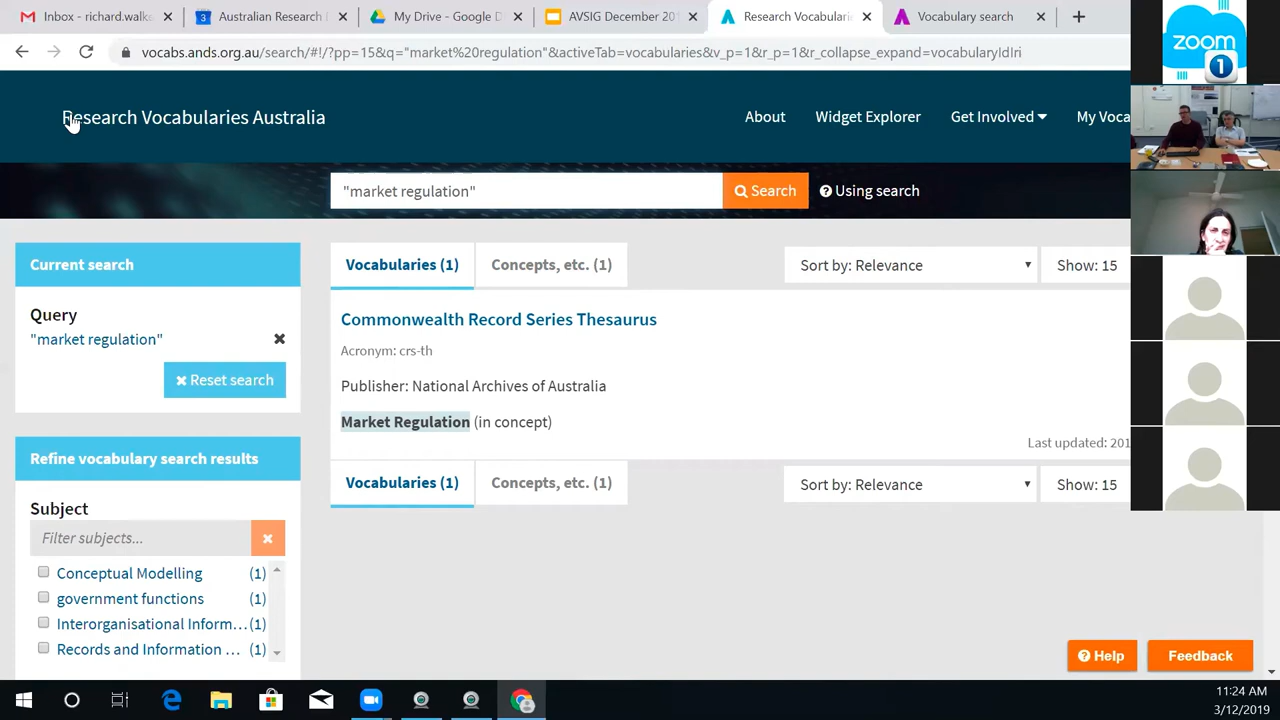 Inbox - richard.walk
Australian Research
My Drive - Google D
AVSIG December 20
Research Vocabulari
Vocabulary search
vocabs.ands.org.au/search/#!/?pp=15&q="market%20regulation"&activeTab=vocabularies&v_p=1&r_p=1&r_collapse_expand=vocabularyIdIri
zoom
1
Research Vocabularies Australia
About
Widget Explorer
Get Involved
My Voca
"market regulation"
Search
Using search
Current search
Query
"market regulation"
Reset search
Refine vocabulary search results
Subject
Filter subjects...
Conceptual Modelling (1)
government functions (1)
Interorganisational Inform... (1)
Records and Information ... (1)
Vocabularies (1)
Concepts, etc. (1)
Sort by: Relevance
Show: 15
Commonwealth Record Series Thesaurus
Acronym: crs-th
Publisher: National Archives of Australia
Market Regulation (in concept)
Last updated: 201
Vocabularies (1)
Concepts, etc. (1)
Sort by: Relevance
Show: 15
Help
Feedback
11:24 AM
3/12/2019